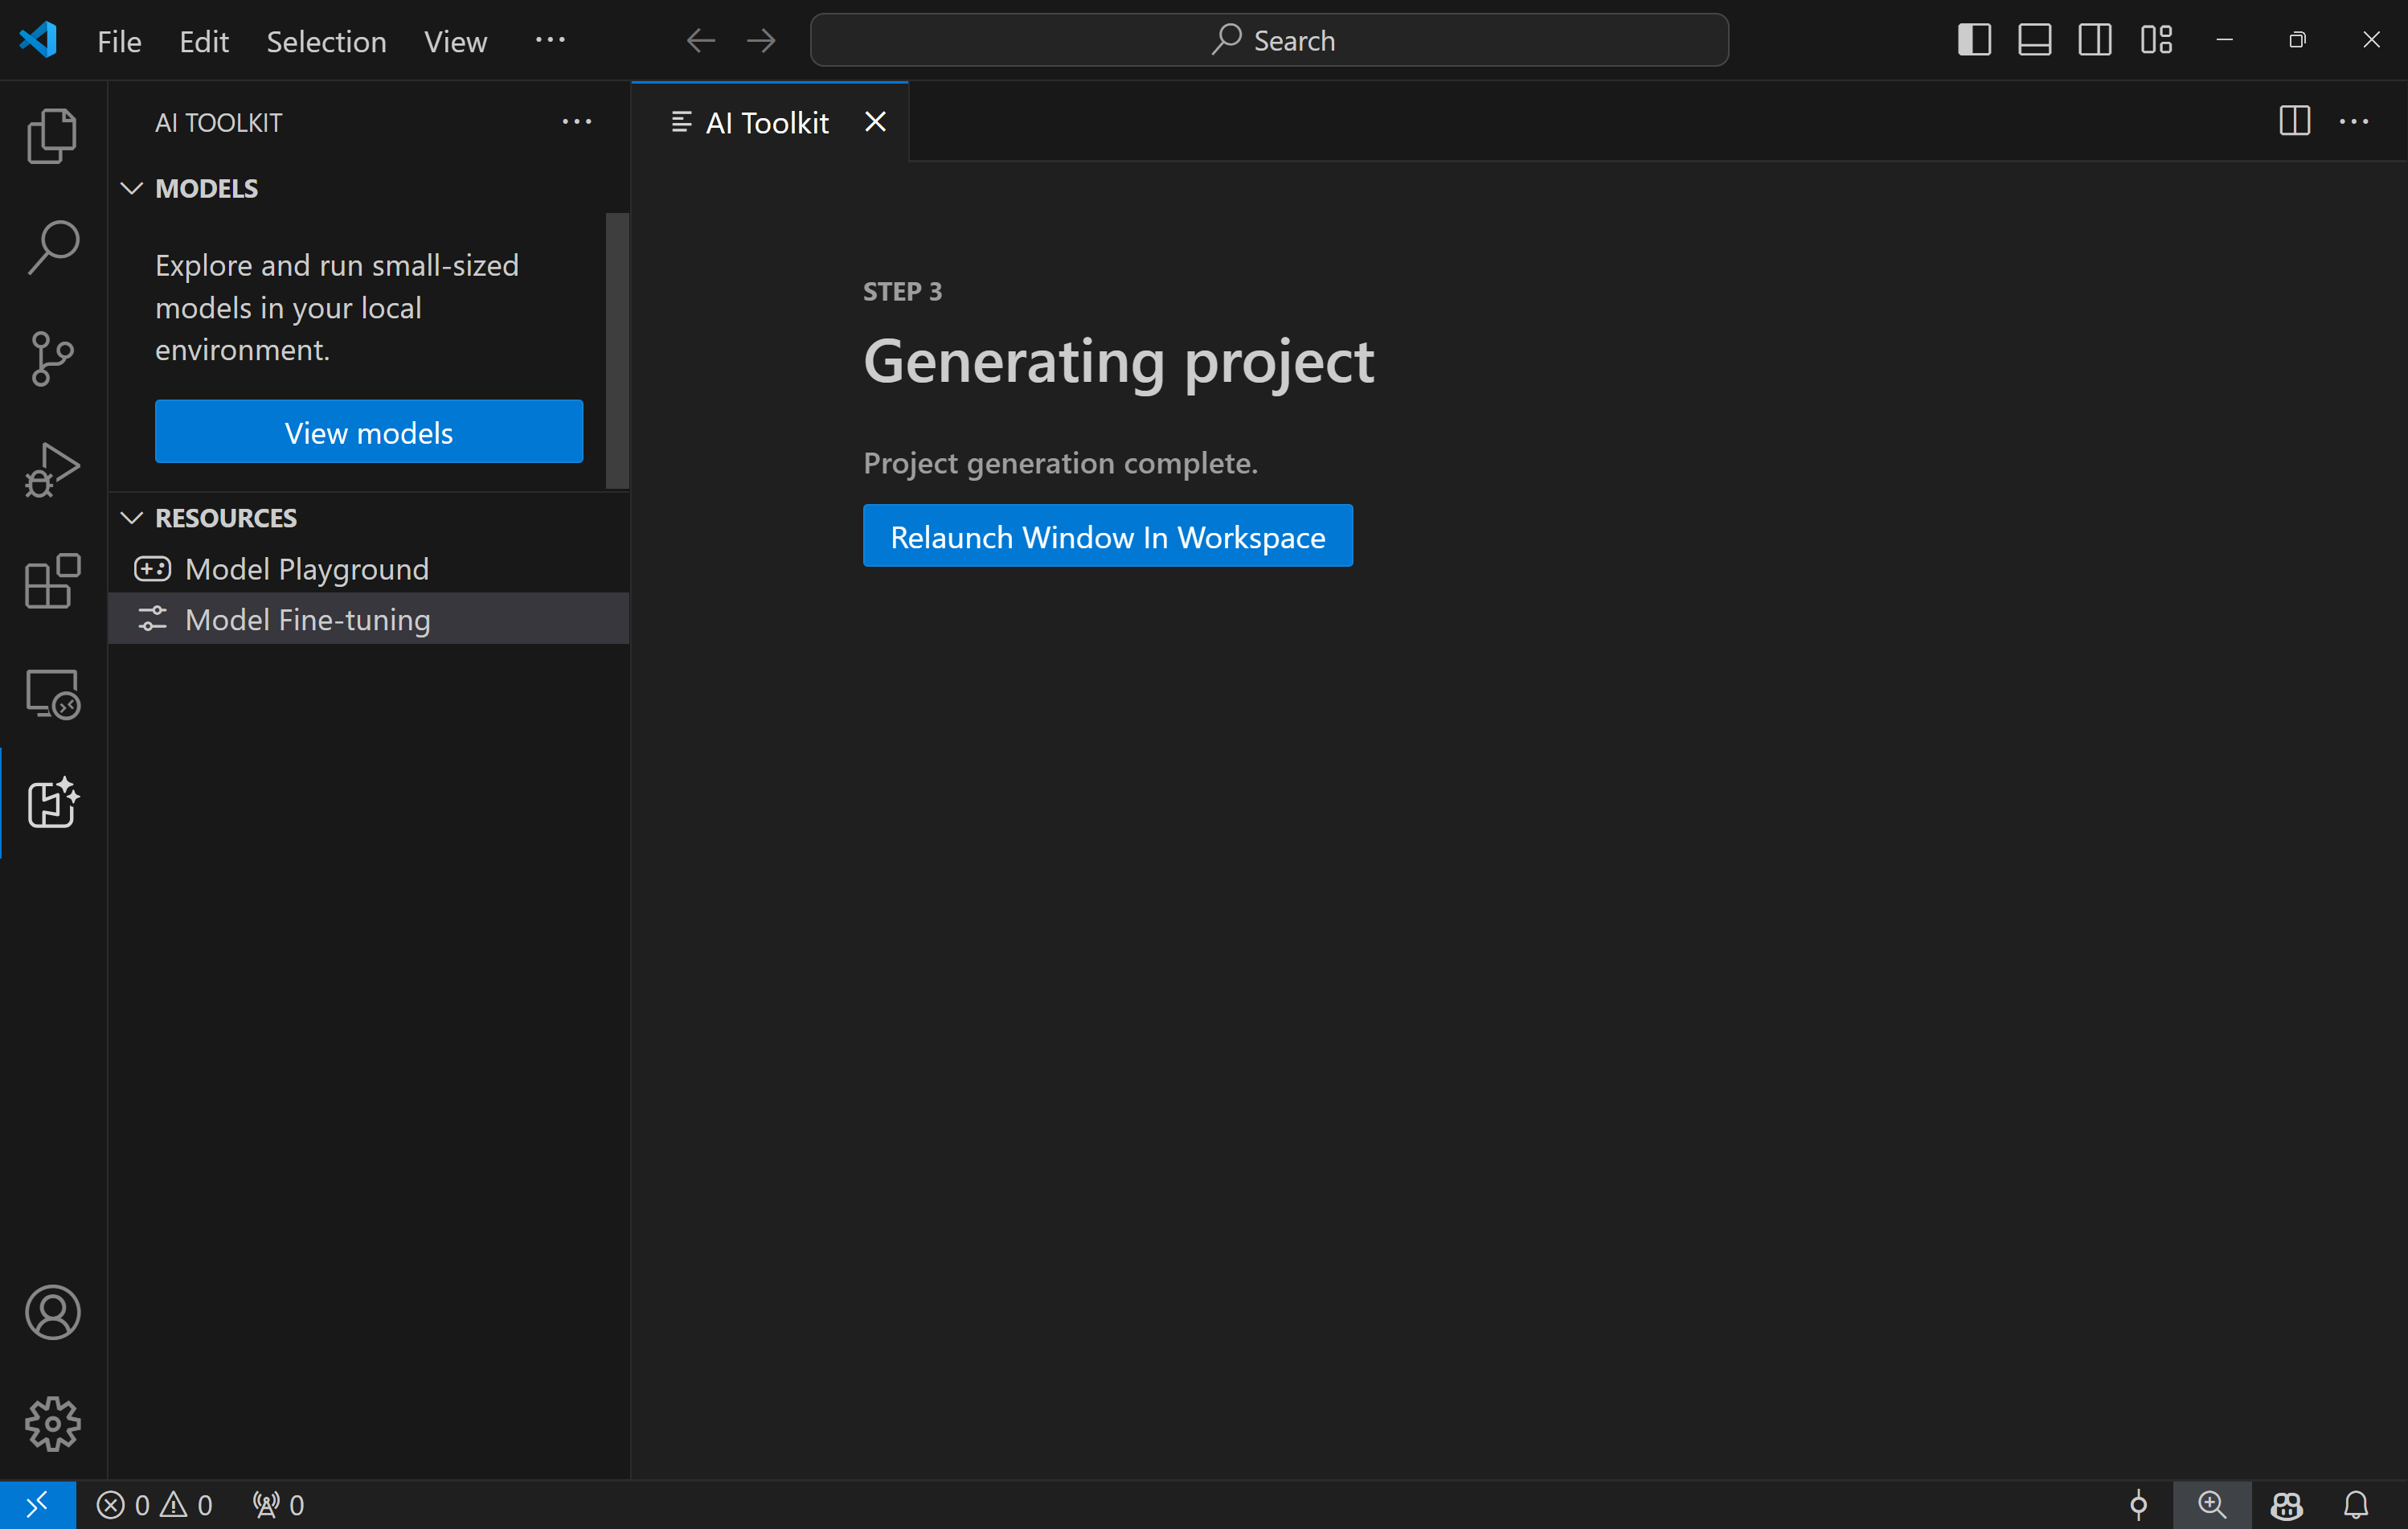 File Edit Selection View ...
Search
AI TOOLKIT ...
AI Toolkit
MODELS
Explore and run small-sized
models in your local
environment.
View models
RESOURCES
Model Playground
Model Fine-tuning
STEP 3
Generating project
Project generation complete.
Relaunch Window In Workspace
0 0 0